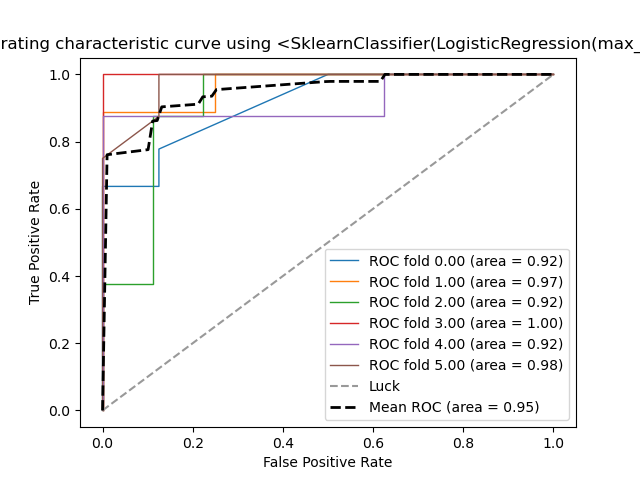 rating characteristic curve using <SklearnClassifier(LogisticRegression(max_
1.0
0.8
0.6
0.4
0.2
0.0
True Positive Rate
ROC fold 0.00 (area = 0.92)
ROC fold 1.00 (area = 0.97)
ROC fold 2.00 (area = 0.92)
ROC fold 3.00 (area = 1.00)
ROC fold 4.00 (area = 0.92)
ROC fold 5.00 (area = 0.98)
Luck
Mean ROC (area = 0.95)
0.0 0.2 0.4 0.6 0.8 1.0
False Positive Rate